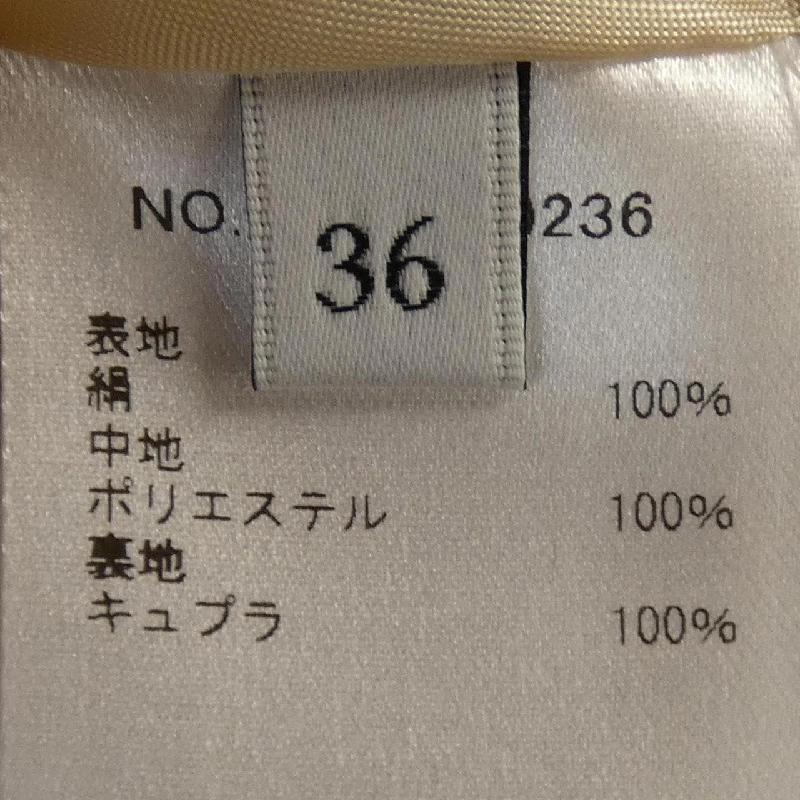 NO. 236
36
表地
絹 100%
中地
ポリエステル 100%
裏地
キュプラ 100%